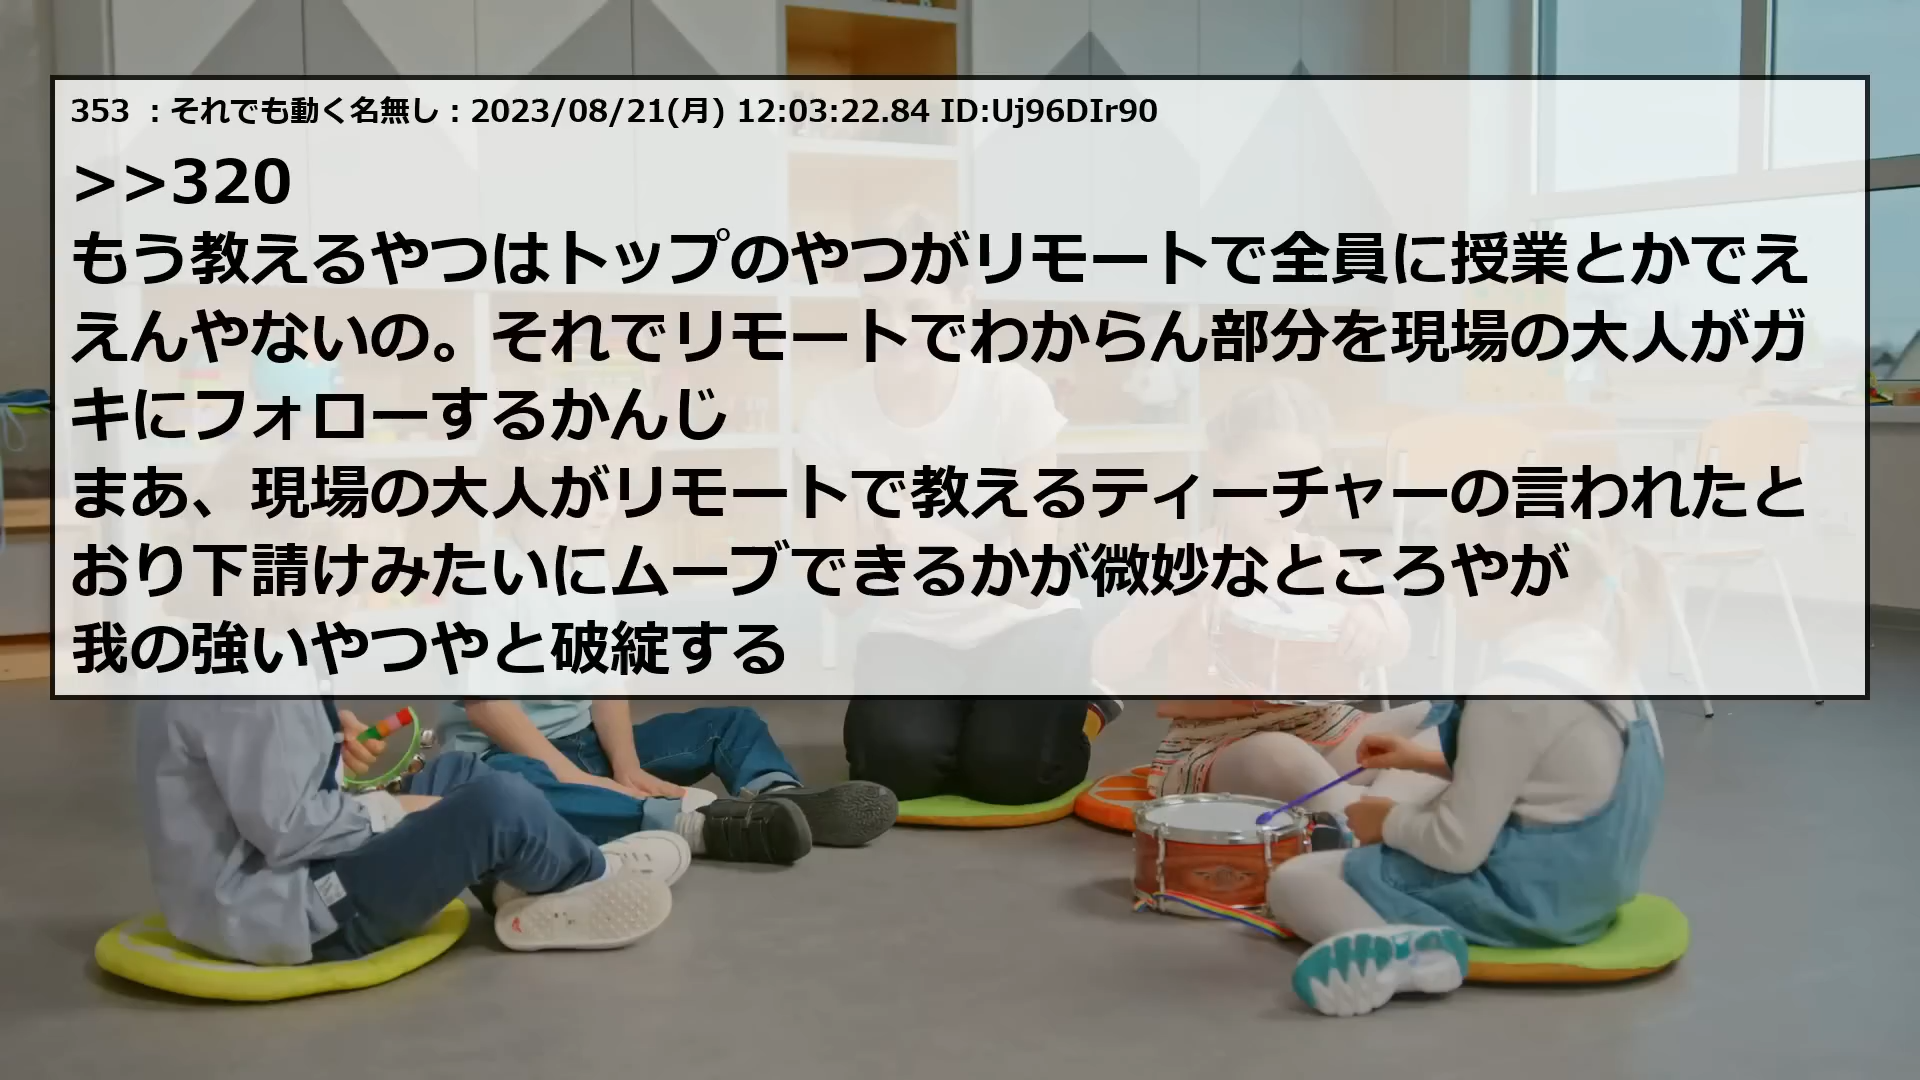 353 ：それでも動く名無し：2023/08/21(月) 12:03:22.84 ID:Uj96DIr90
>>320
もう教えるやつはトップのやつがリモートで全員に授業とかでえ
えんやないの。それでリモートでわからん部分を現場の大人がガ
キにフォローするかんじ
まあ、現場の大人がリモートで教えるティーチャーの言われたと
おり下請けみたいにムーブできるかが微妙なところやが
我の強いやつやと破綻する